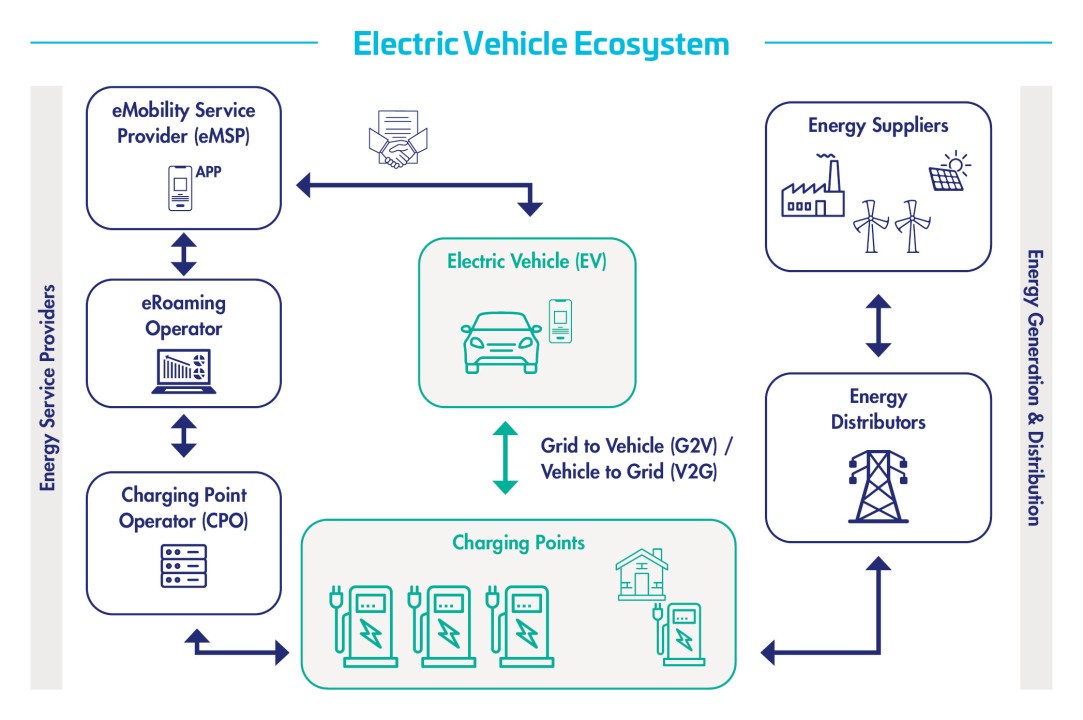 Electric Vehicle Ecosystem
Energy Service Providers
eMobility Service
Provider (eMSP)
APP
eRoaming
Operator
Charging Point
Operator (CPO)
Electric Vehicle (EV)
Grid to Vehicle (G2V) /
Vehicle to Grid (V2G)
Charging Points
Energy Suppliers
Energy
Distributors
Energy Generation & Distribution